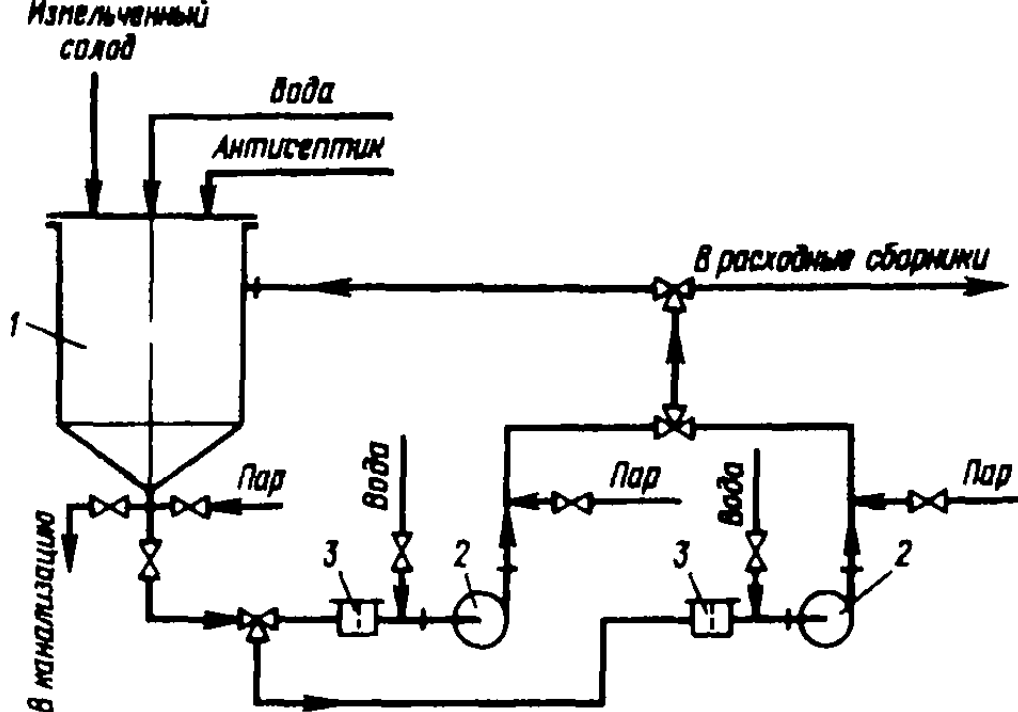 Измельченный
солод
Вода
Антисептик
В расходные сборники
1
Пар
Вода
Пар
Вода
Пар
3
2
3
2
В канализацию